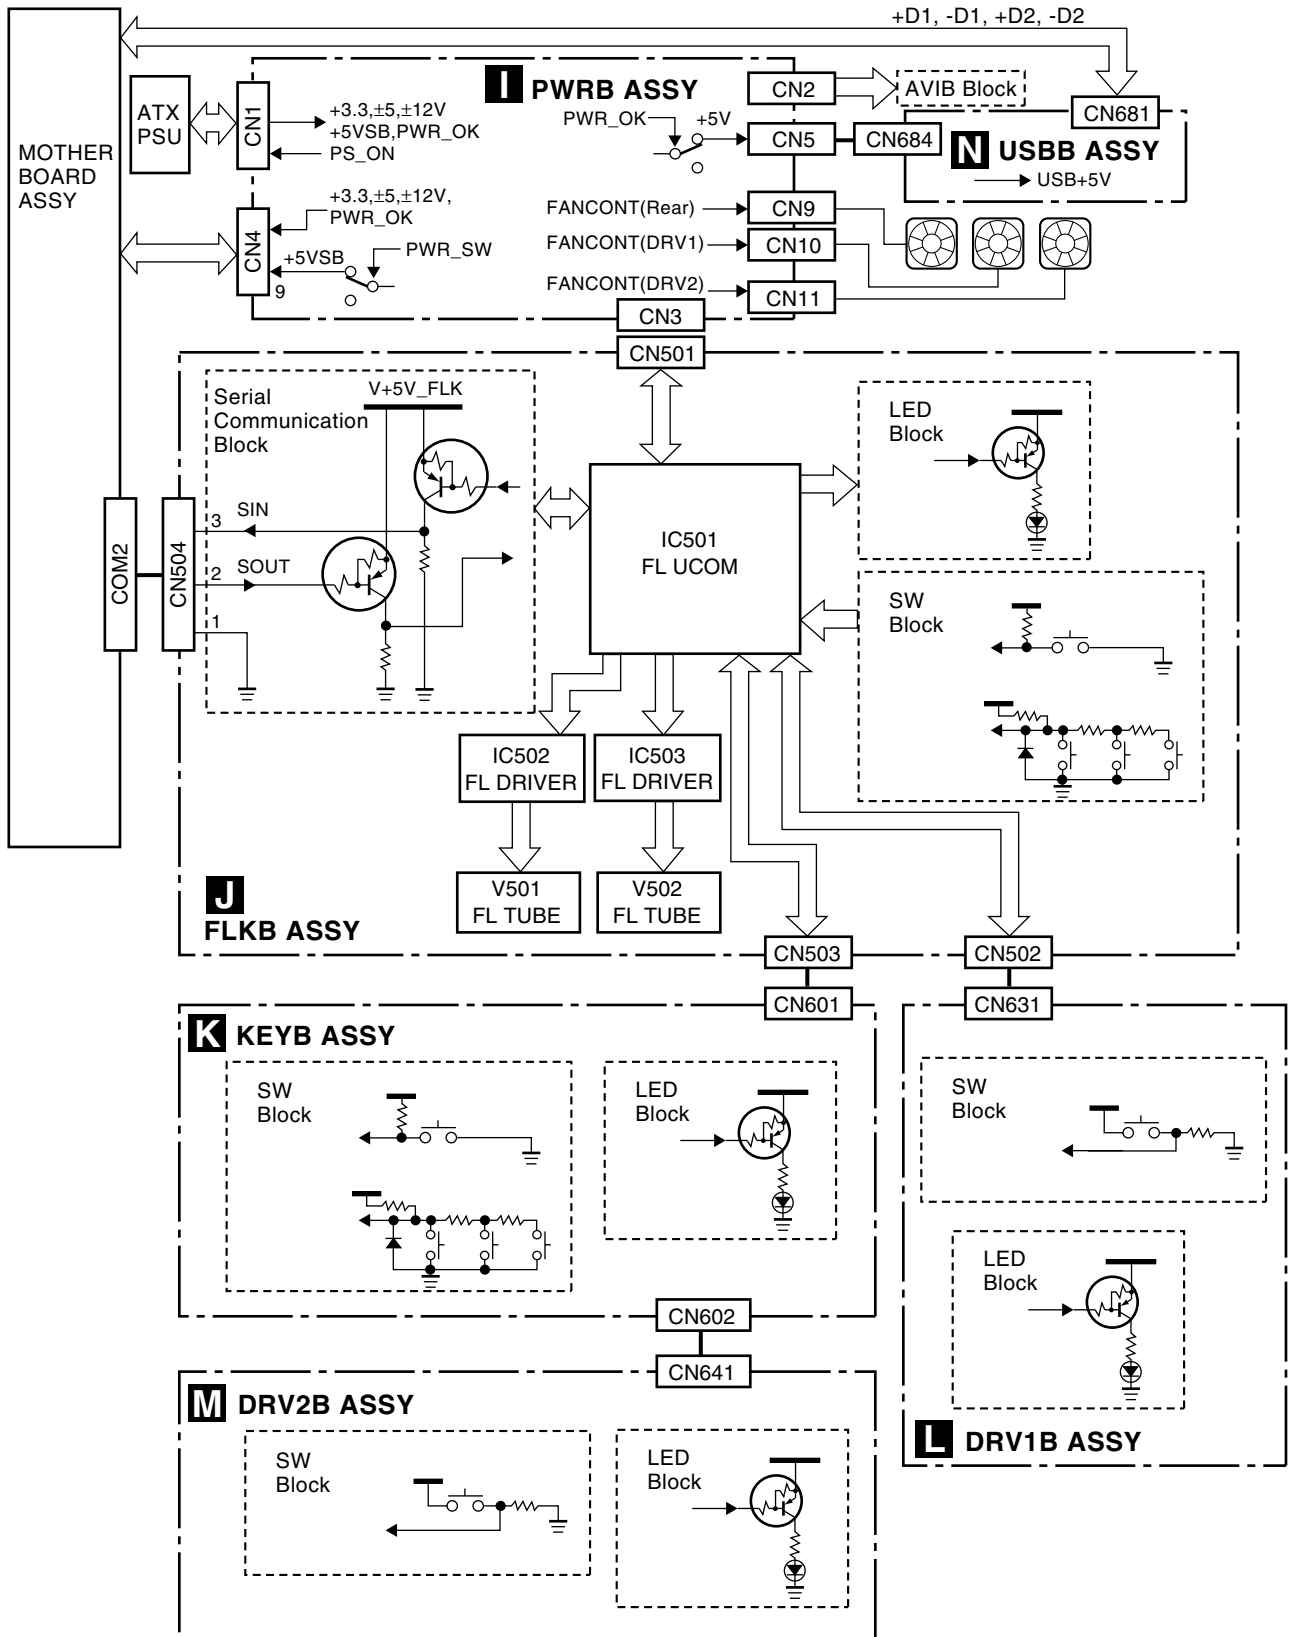 +D1, -D1, +D2, -D2
MOTHER
BOARD
ASSY
ATX
PSU
CN1
+3.3,±5,±12V
+5VSB,PWR_OK
PS_ON
I PWRB ASSY
PWR_OK
+5V
CN2
AVIB Block
CN5
CN684
CN681
N USBB ASSY
USB+5V
CN4
+3.3,±5,±12V,
PWR_OK
+5VSB
PWR_SW
9
FANCONT(Rear)
CN9
FANCONT(DRV1)
CN10
FANCONT(DRV2)
CN11
CN3
CN501
Serial
Communication
Block
V+5V_FLK
COM2
CN504
3
SIN
2
SOUT
1
IC501
FL UCOM
LED
Block
SW
Block
IC502
FL DRIVER
IC503
FL DRIVER
V501
FL TUBE
V502
FL TUBE
J
FLKB ASSY
CN503
CN502
CN601
CN631
K KEYB ASSY
SW
Block
LED
Block
SW
Block
LED
Block
L DRV1B ASSY
CN602
CN641
M DRV2B ASSY
SW
Block
LED
Block